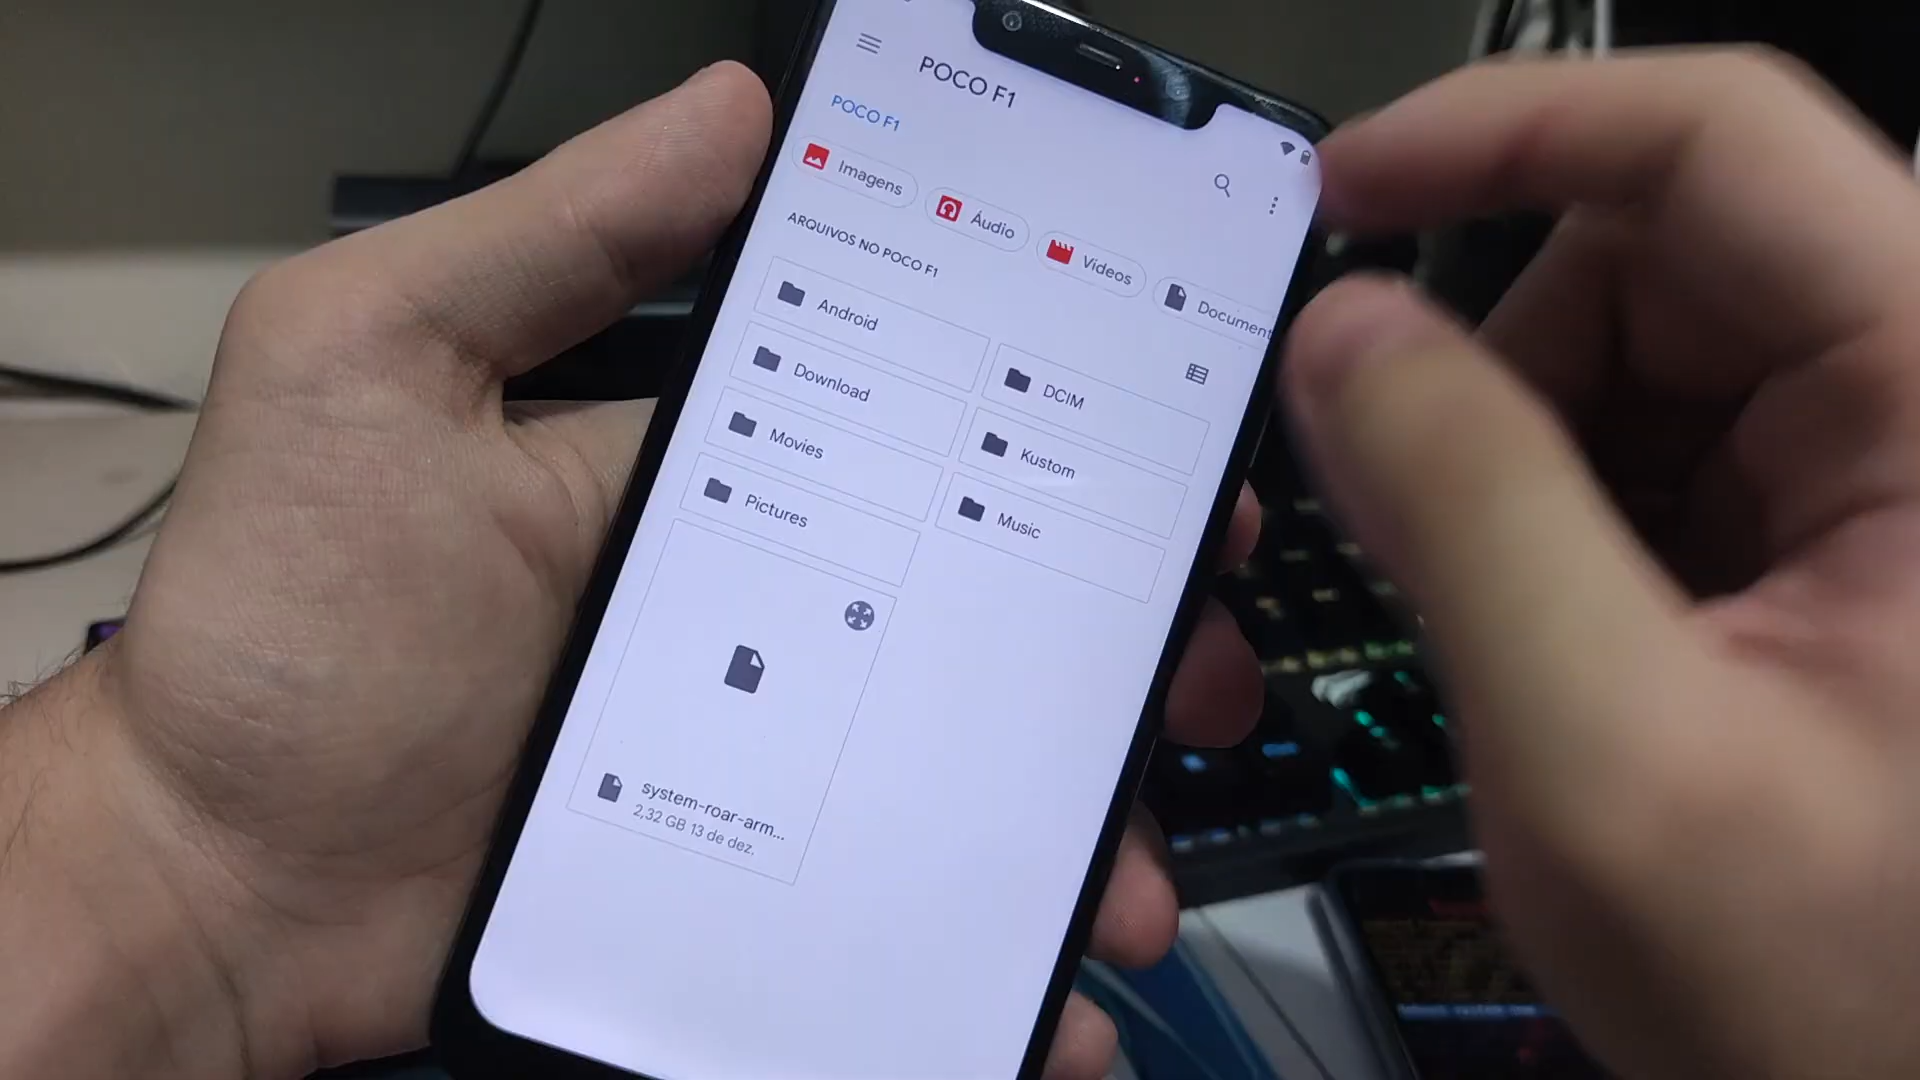 POCO F1
POCO F1
Imagens
Áudio
Vídeos
Document
ARQUIVOS NO POCO F1
Android
DCIM
Download
Kustom
Movies
Music
Pictures
system-roar-arm...
2,32 GB 13 de dez.